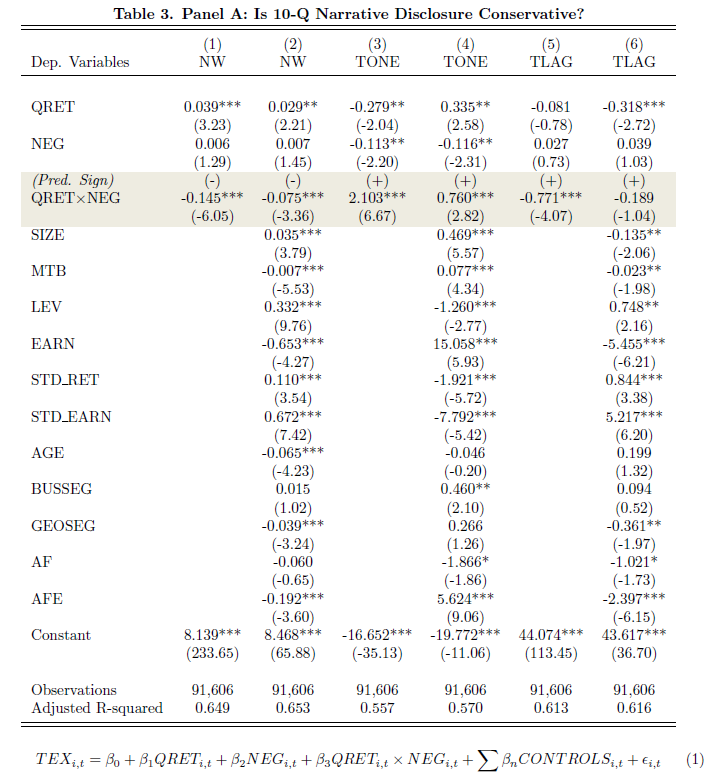 Table 3. Panel A: Is 10-Q Narrative Disclosure Conservative?
(1) (2) (3) (4) (5) (6)
Dep. Variables NW NW TONE TONE TLAG TLAG
QRET 0.039*** 0.029** -0.279** 0.335** -0.081 -0.318***
(3.23) (2.21) (-2.04) (2.58) (-0.78) (-2.72)
NEG 0.006 0.007 -0.113** -0.116** 0.027 0.039
(1.29) (1.45) (-2.20) (-2.31) (0.73) (1.03)
(Pred. Sign) (-) (-) (+) (+) (+) (+)
QRET×NEG -0.145*** -0.075*** 2.103*** 0.760*** -0.771*** -0.189
(-6.05) (-3.36) (6.67) (2.82) (-4.07) (-1.04)
SIZE 0.035*** 0.469*** -0.135**
(3.79) (5.57) (-2.06)
MTB -0.007*** 0.077*** -0.023**
(-5.53) (4.34) (-1.98)
LEV 0.332*** -1.260*** 0.748**
(9.76) (-2.77) (2.16)
EARN -0.653*** 15.058*** -5.455***
(-4.27) (5.93) (-6.21)
STD_RET 0.110*** -1.921*** 0.844***
(3.54) (-5.72) (3.38)
STD_EARN 0.672*** -7.792*** 5.217***
(7.42) (-5.42) (6.20)
AGE -0.065*** -0.046 0.199
(-4.23) (-0.20) (1.32)
BUSSEG 0.015 0.460** 0.094
(1.02) (2.10) (0.52)
GEOSEG -0.039*** 0.266 -0.361**
(-3.24) (1.26) (-1.97)
AF -0.060 -1.866* -1.021*
(-0.65) (-1.86) (-1.73)
AFE -0.192*** 5.624*** -2.397***
(-3.60) (9.06) (-6.15)
Constant 8.139*** 8.468*** -16.652*** -19.772*** 44.074*** 43.617***
(233.65) (65.88) (-35.13) (-11.06) (113.45) (36.70)
Observations 91,606 91,606 91,606 91,606 91,606 91,606
Adjusted R-squared 0.649 0.653 0.557 0.570 0.613 0.616
TEX_{i,t} = β_0 + β_1QRET_{i,t} + β_2NEG_{i,t} + β_3QRET_{i,t} × NEG_{i,t} + ∑ β_nCONTROLS_{i,t} + ϵ_{i,t} (1)